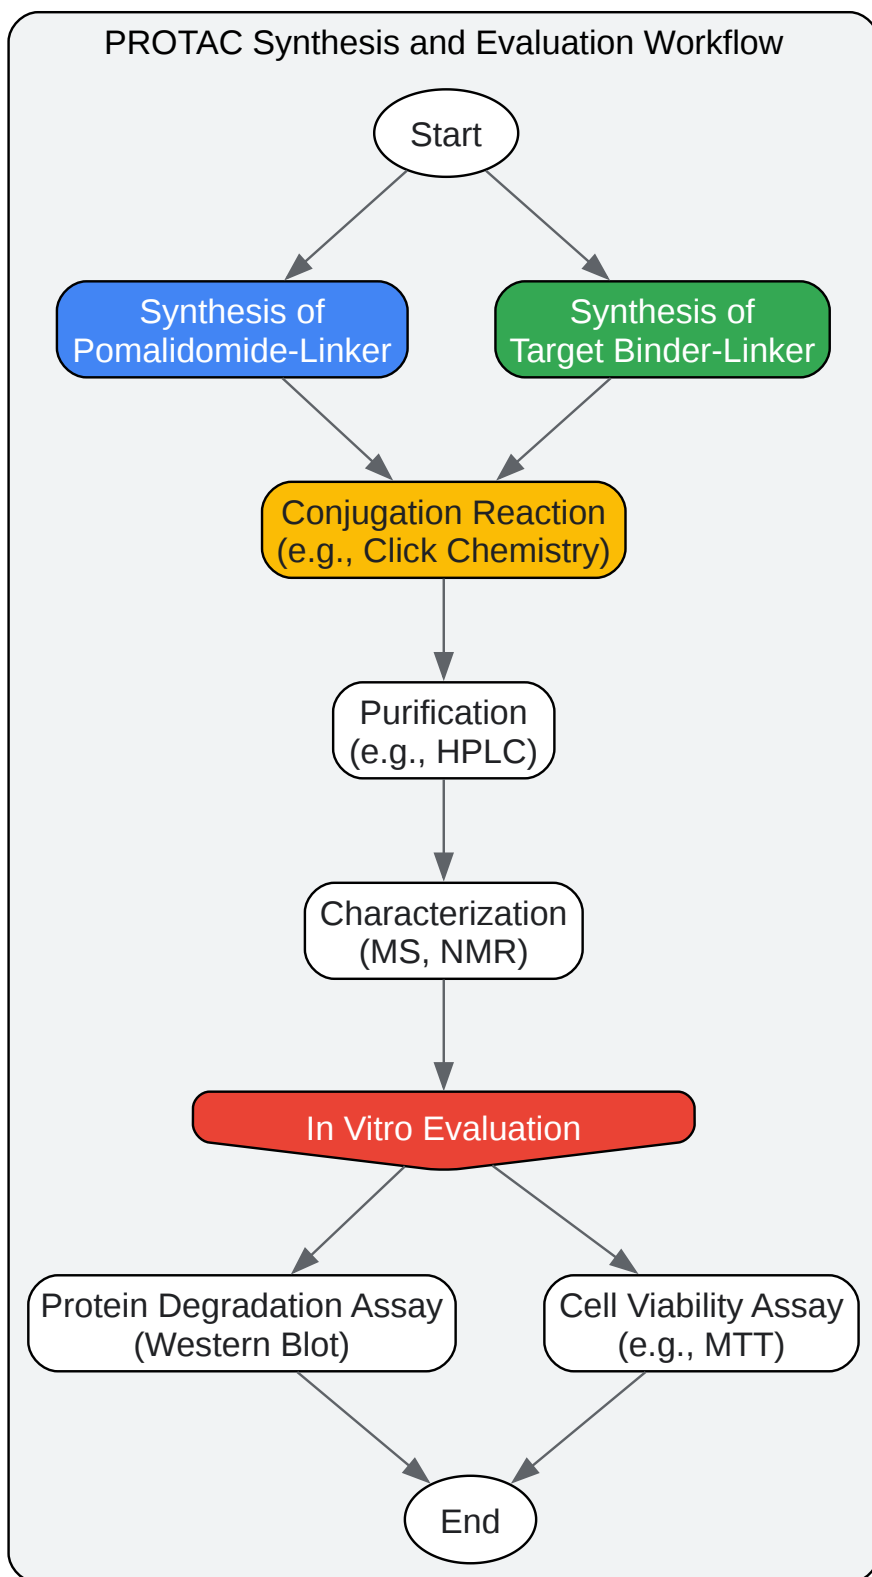 PROTAC Synthesis and Evaluation Workflow
Start
Synthesis of
Pomalidomide-Linker
Synthesis of
Target Binder-Linker
Conjugation Reaction
(e.g., Click Chemistry)
Purification
(e.g., HPLC)
Characterization
(MS, NMR)
In Vitro Evaluation
Protein Degradation Assay
(Western Blot)
Cell Viability Assay
(e.g., MTT)
End